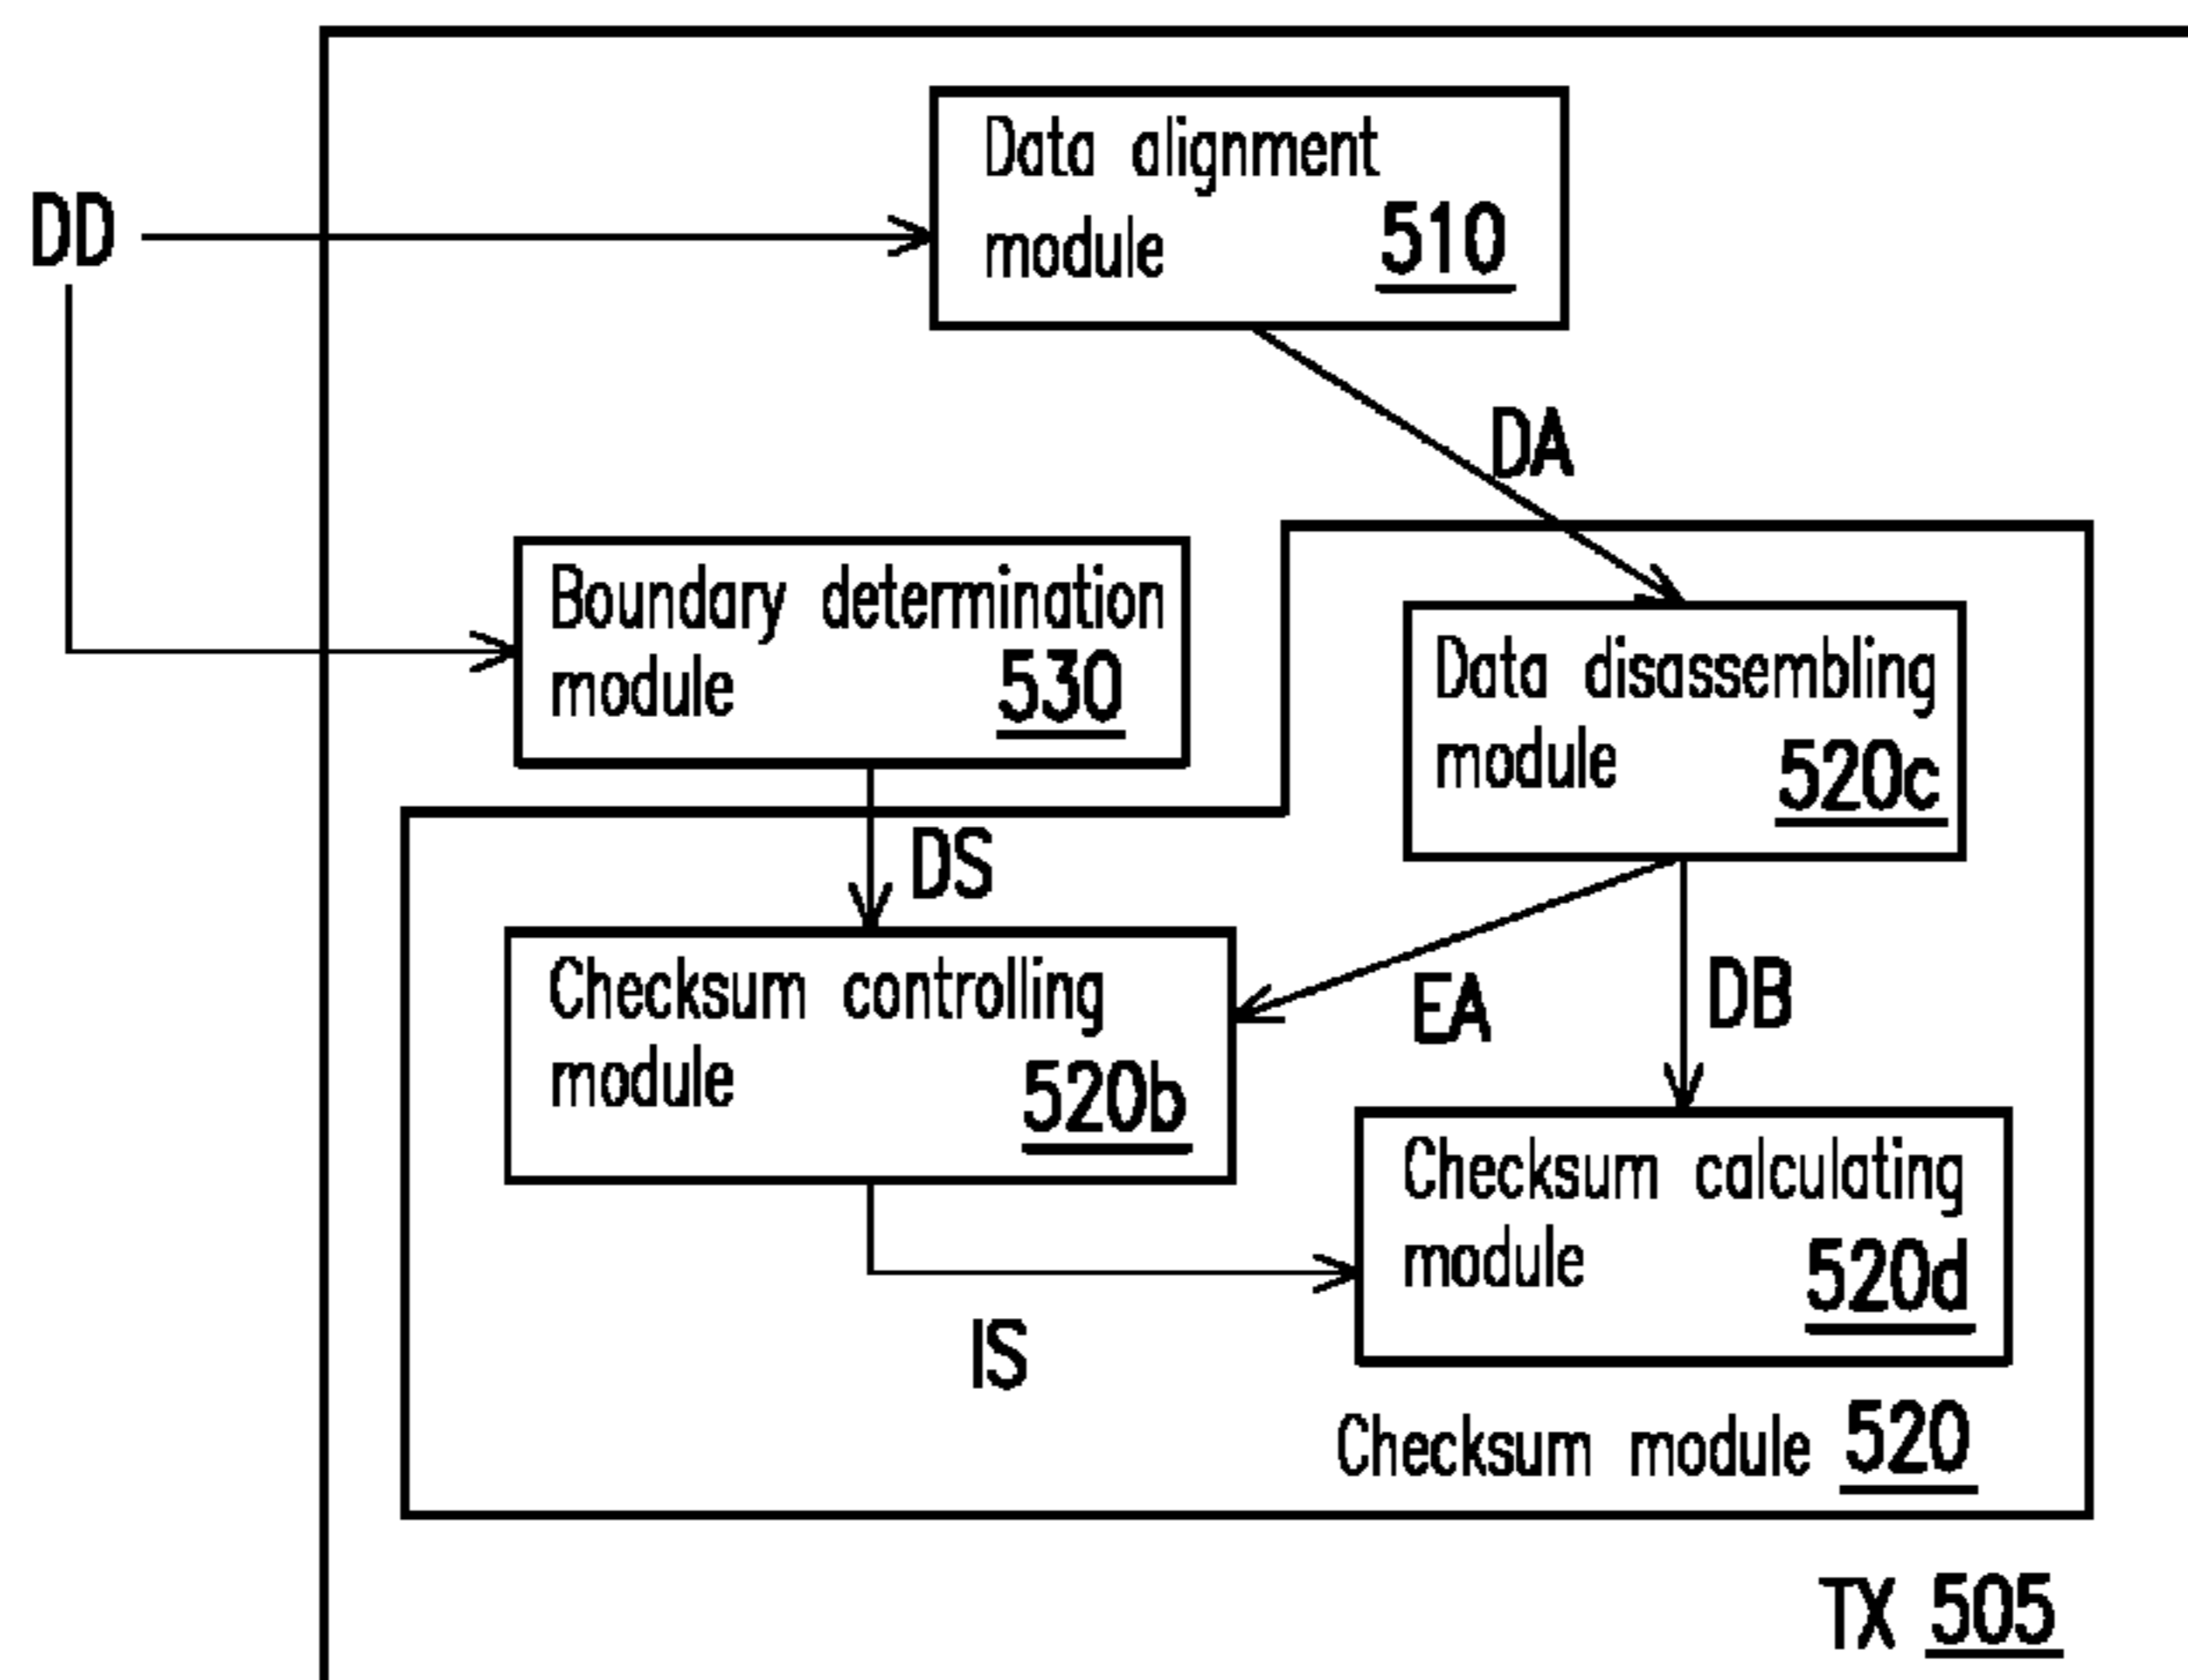 Data alignment
module 510
DD
DA
Boundary determination
module 530
Data disassembling
module 520c
DS
Checksum controlling
module 520b
EA
DB
Checksum calculating
module 520d
IS
Checksum module 520
TX 505